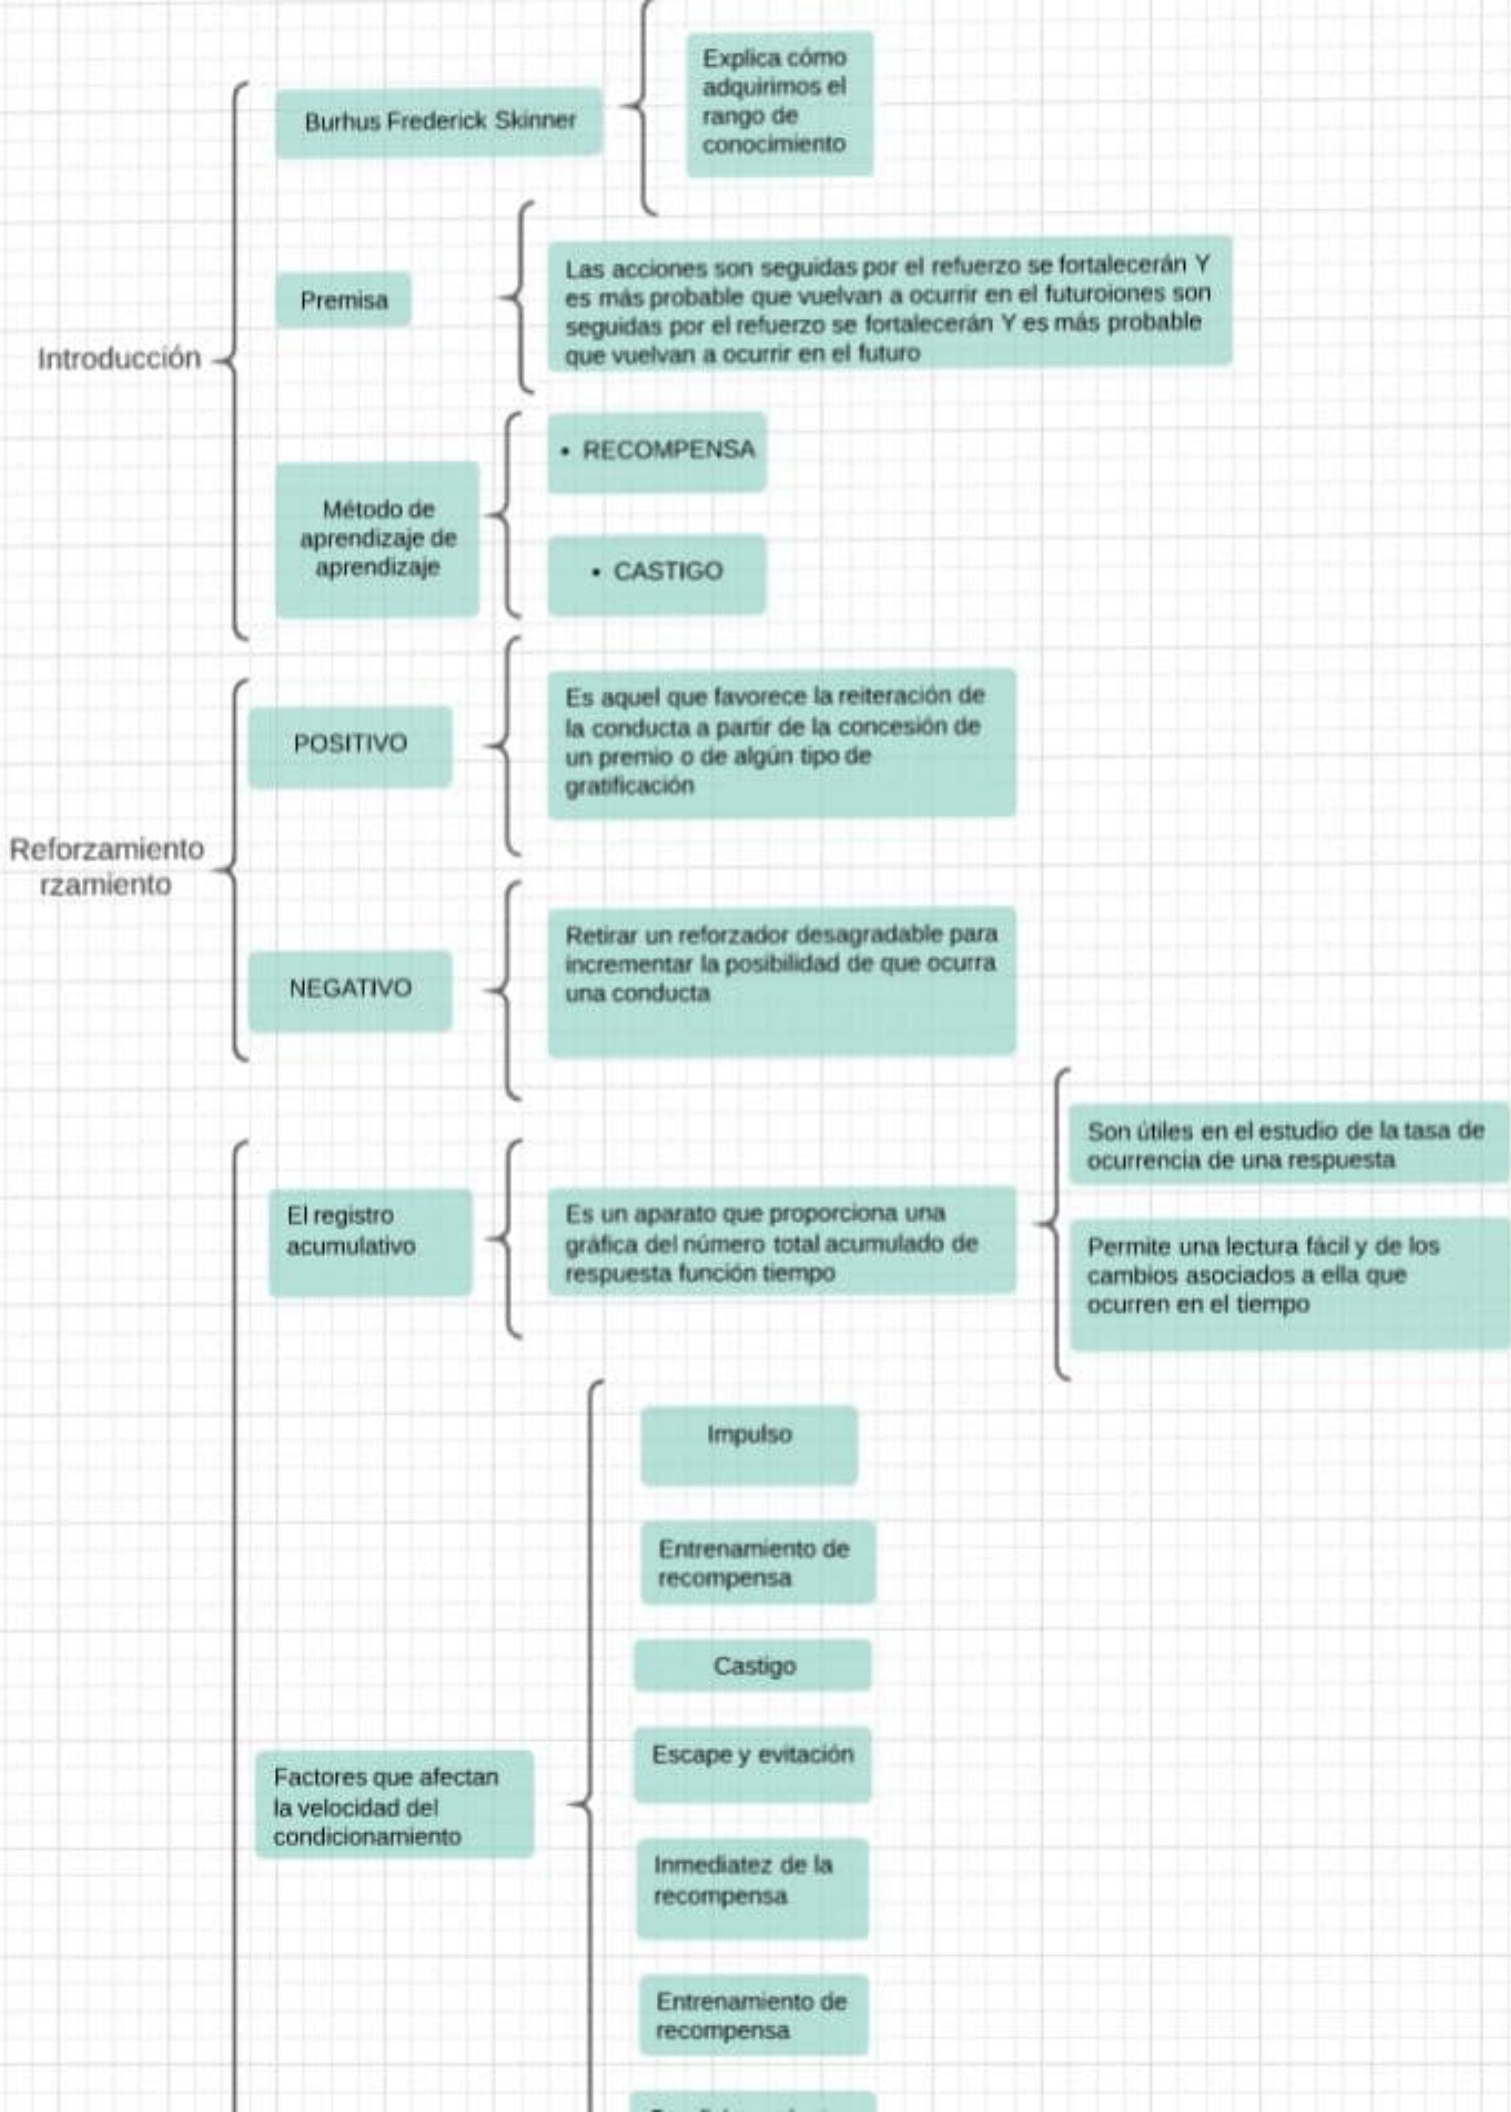 Explica cómo
adquirimos el
rango de
conocimiento
Burhus Frederick Skinner
Premisa
Las acciones son seguidas por el refuerzo se fortalecerán Y
es más probable que vuelvan a ocurrir en el futuroiones son
seguidas por el refuerzo se fortalecerán Y es más probable
que vuelvan a ocurrir en el futuro
Introducción
Método de
aprendizaje de
aprendizaje
• RECOMPENSA
• CASTIGO
POSITIVO
Es aquel que favorece la reiteración de
la conducta a partir de la concesión de
un premio o de algún tipo de
gratificación
Reforzamiento
rzamiento
NEGATIVO
Retirar un reforzador desagradable para
incrementar la posibilidad de que ocurra
una conducta
El registro
acumulativo
Es un aparato que proporciona una
gráfica del número total acumulado de
respuesta función tiempo
Son útiles en el estudio de la tasa de
ocurrencia de una respuesta
Permite una lectura fácil y de los
cambios asociados a ella que
ocurren en el tiempo
Factores que afectan
la velocidad del
condicionamiento
Impulso
Entrenamiento de
recompensa
Castigo
Escape y evitación
Inmediatez de la
recompensa
Entrenamiento de
recompensa